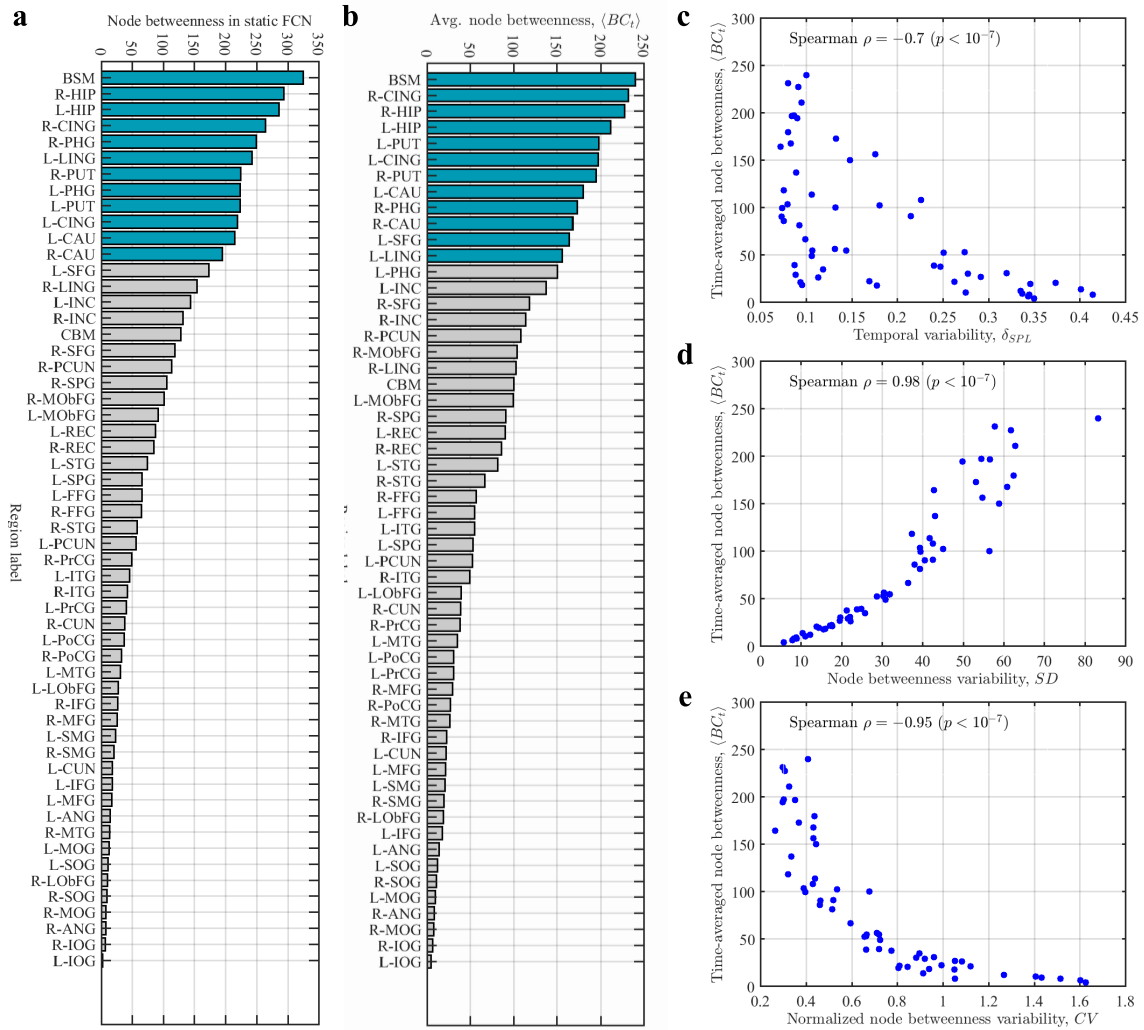 a
Node betweenness in static FCN
0
50
100
150
200
250
300
350
BSM
R-HIP
L-HIP
R-CING
R-PHG
L-LING
R-PUT
L-PHG
L-PUT
L-CING
L-CAU
R-CAU
L-SFG
R-LING
L-INC
R-INC
CBM
R-SFG
R-PCUN
R-SPG
R-MObFG
L-MObFG
L-REC
R-REC
L-STG
L-SPG
L-FFG
R-FFG
R-STG
L-PCUN
R-PrCG
L-ITG
R-ITG
L-PrCG
R-CUN
L-PoCG
R-PoCG
L-MTG
L-LObFG
R-IFG
R-MFG
L-SMG
R-SMG
L-CUN
L-IFG
L-MFG
L-ANG
R-MTG
L-MOG
L-SOG
R-LObFG
R-SOG
R-MOG
R-ANG
R-IOG
L-IOG
Region label
b
Avg. node betweenness, ⟨BC_t⟩
0
50
100
150
200
250
BSM
R-CING
R-HIP
L-HIP
L-PUT
L-CING
R-PUT
L-CAU
R-PHG
R-CAU
L-SFG
L-LING
L-PHG
L-INC
R-SFG
R-INC
R-PCUN
R-MObFG
R-LING
CBM
L-MObFG
R-SPG
L-REC
R-REC
L-STG
R-STG
R-FFG
L-FFG
L-ITG
L-SPG
L-PCUN
R-ITG
L-LObFG
R-CUN
R-PrCG
L-MTG
L-PoCG
L-PrCG
R-MFG
R-PoCG
R-MTG
R-IFG
L-CUN
L-MFG
L-SMG
R-SMG
R-LObFG
L-IFG
L-ANG
L-SOG
R-SOG
L-MOG
R-ANG
R-MOG
R-IOG
L-IOG
c
Spearman ρ = −0.7 (p < 10⁻⁷)
Time-averaged node betweenness, ⟨BC_t⟩
300
250
200
150
100
50
0
0.05
0.1
0.15
0.2
0.25
0.3
0.35
0.4
0.45
Temporal variability, δ_SPL
d
Spearman ρ = 0.98 (p < 10⁻⁷)
Time-averaged node betweenness, ⟨BC_t⟩
300
250
200
150
100
50
0
0
10
20
30
40
50
60
70
80
90
Node betweenness variability, SD
e
Spearman ρ = −0.95 (p < 10⁻⁷)
Time-averaged node betweenness, ⟨BC_t⟩
300
250
200
150
100
50
0
0.2
0.4
0.6
0.8
1
1.2
1.4
1.6
1.8
Normalized node betweenness variability, CV